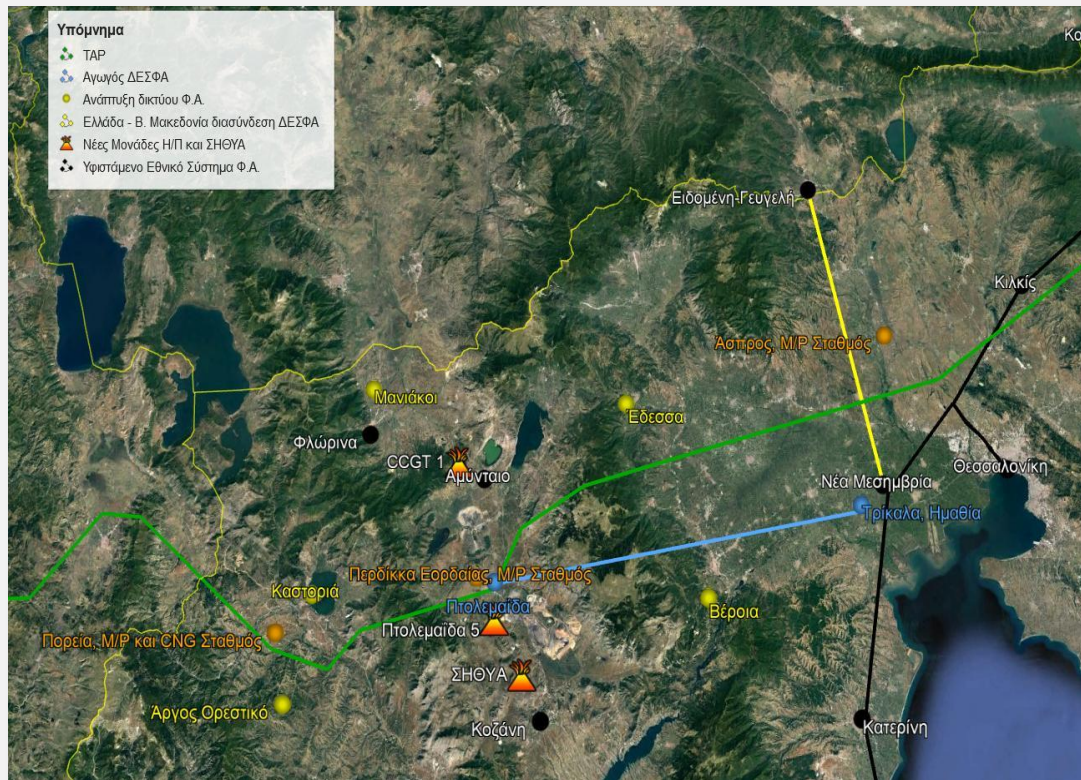 Υπόμνημα
TAP
Αγωγός ΔΕΣΦΑ
Ανάπτυξη δικτύου Φ.Α.
Ελλάδα - Β. Μακεδονία διασύνδεση ΔΕΣΦΑ
Νέες Μονάδες Η/Π και ΣΗΘΥΑ
Υφιστάμενο Εθνικό Σύστημα Φ.Α.
Κο
Ειδομένη-Γευγελή
Κιλκίς
Άσπρος, Μ/Ρ Σταθμός
Μανιάκοι
Έδεσσα
Φλώρινα
CCGT 1
Αμύνταιο
Θεσσαλονίκη
Νέα Μεσημβρία
Τρίκαλα, Ημαθία
Περδίκκα Εορδαίας, Μ/Ρ Σταθμός
Καστοριά
Πτολεμαΐδα
Βέροια
Πτολεμαΐδα 5
Πορεία, Μ/Ρ και CNG Σταθμός
ΣΗΘΥΑ
Άργος Ορεστικό
Κοζάνη
Κατερίνη